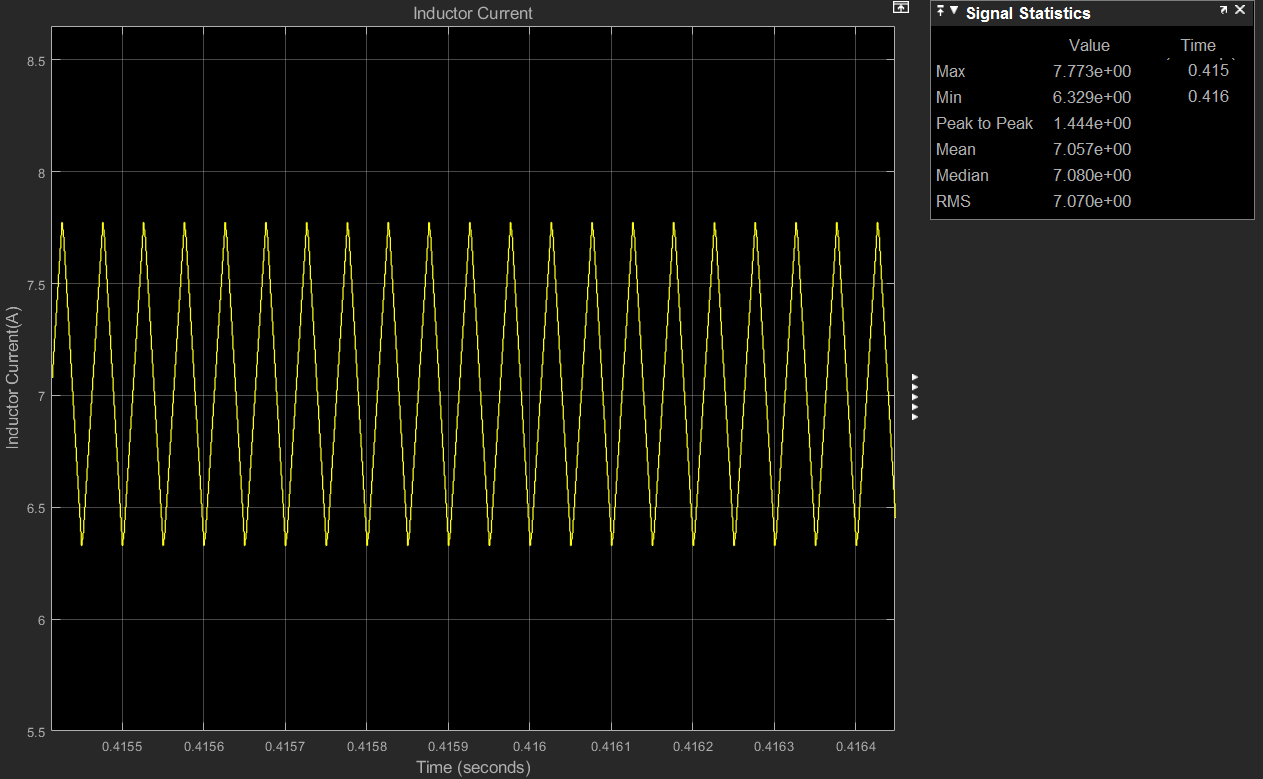 Inductor Current
8.5
8
7.5
7
6.5
6
5.5
Inductor Current(A)
0.4155 0.4156 0.4157 0.4158 0.4159 0.416 0.4161 0.4162 0.4163 0.4164
Time (seconds)
Signal Statistics
Value Time
Max 7.773e+00 0.415
Min 6.329e+00 0.416
Peak to Peak 1.444e+00
Mean 7.057e+00
Median 7.080e+00
RMS 7.070e+00